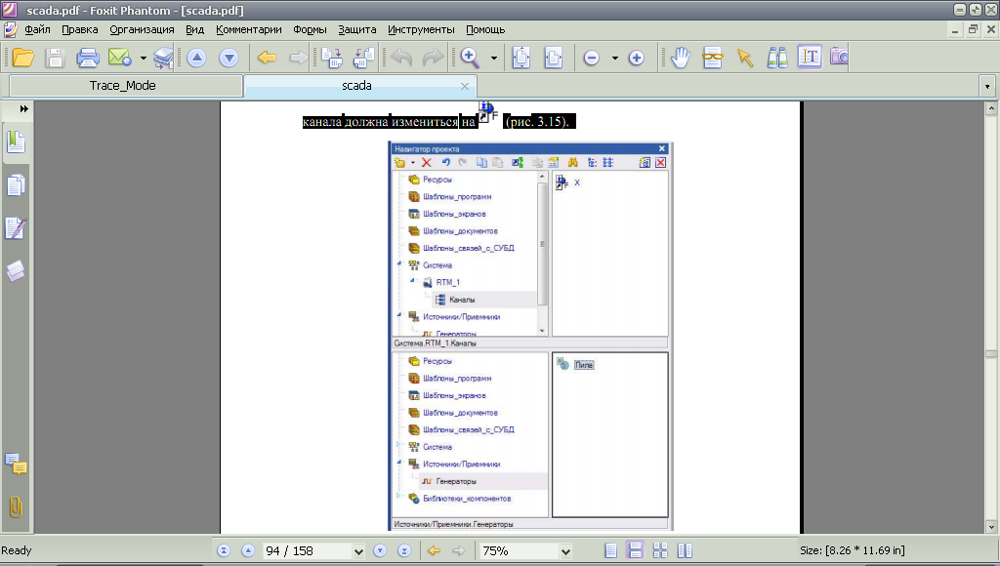 scada.pdf - Foxit Phantom - [scada.pdf]
Файл Правка Организация Вид Комментарии Формы Защита Инструменты Помощь
Trace_Mode
scada
канала должна измениться на F (рис. 3.15).
Навигатор проекта
Ресурсы
Шаблоны_программ
Шаблоны_экранов
Шаблоны_документов
Шаблоны_связей_с_СУБД
Система
RTM_1
Каналы
Источники/Приемники
Генераторы
X
Система.RTM_1.Каналы
Ресурсы
Шаблоны_программ
Шаблоны_экранов
Шаблоны_документов
Шаблоны_связей_с_СУБД
Система
Источники/Приемники
Генераторы
Библиотеки_компонентов
Пила
Источники/Приемники.Генераторы
Ready
94 / 158
75%
Size: [8.26 * 11.69 in]